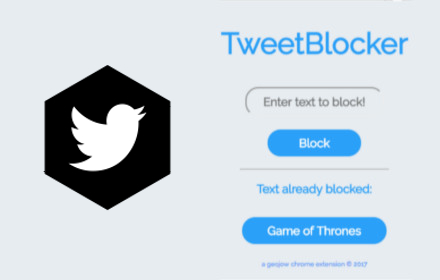 TweetBlocker
Enter text to block!
Block
Text already blocked:
Game of Thrones
a geojow chrome extension © 2017